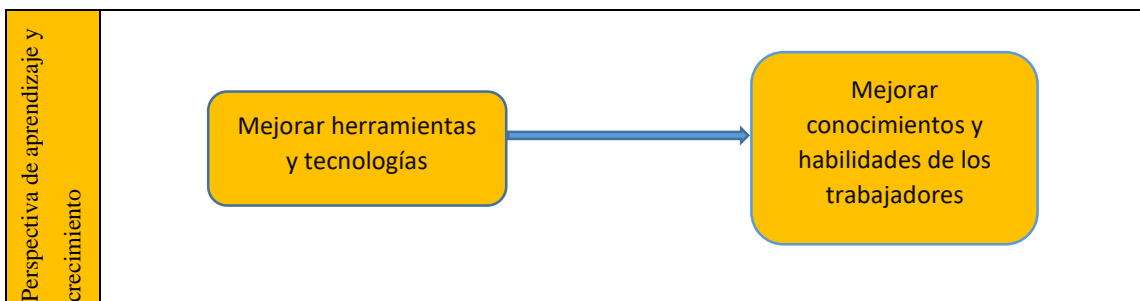 Perspectiva de aprendizaje y
crecimiento
Mejorar herramientas
y tecnologías
Mejorar
conocimientos y
habilidades de los
trabajadores